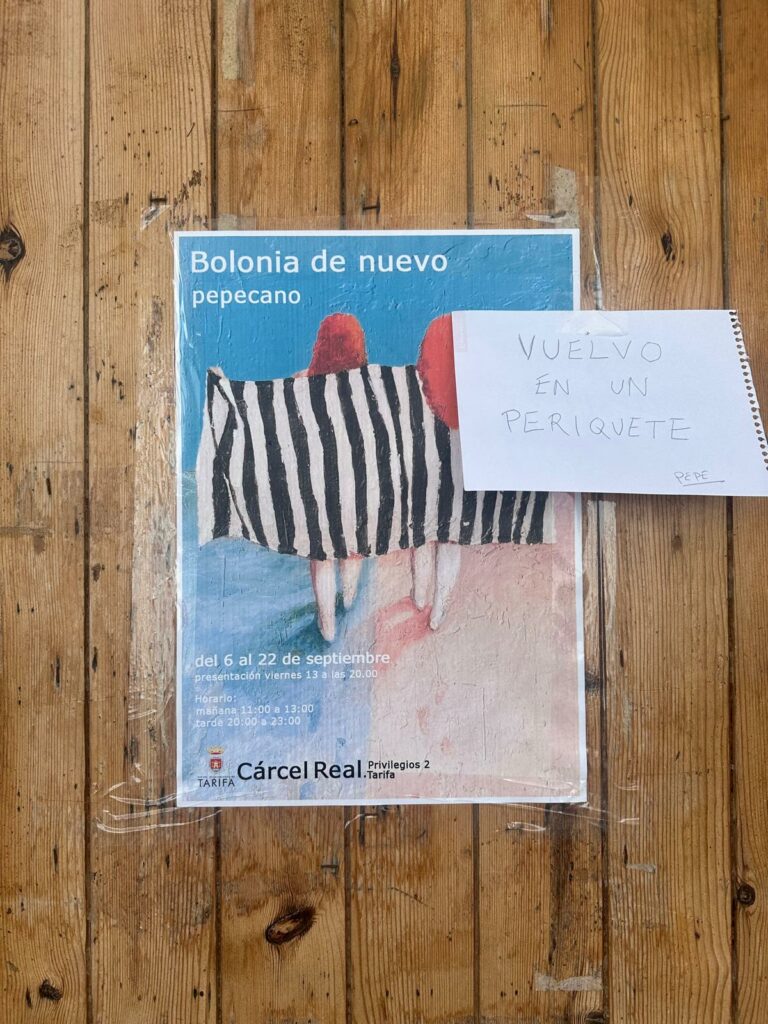 Bolonia de nuevo
pepecano
VUELVO
EN UN
PERIQUETE
PEPE
del 6 al 22 de septiembre
presentación viernes 13 a las 20.00
Horario:
mañana 11:00 a 13:00
tarde 20:00 a 23:00
TARIFA
Cárcel Real.
Privilegios 2
Tarifa